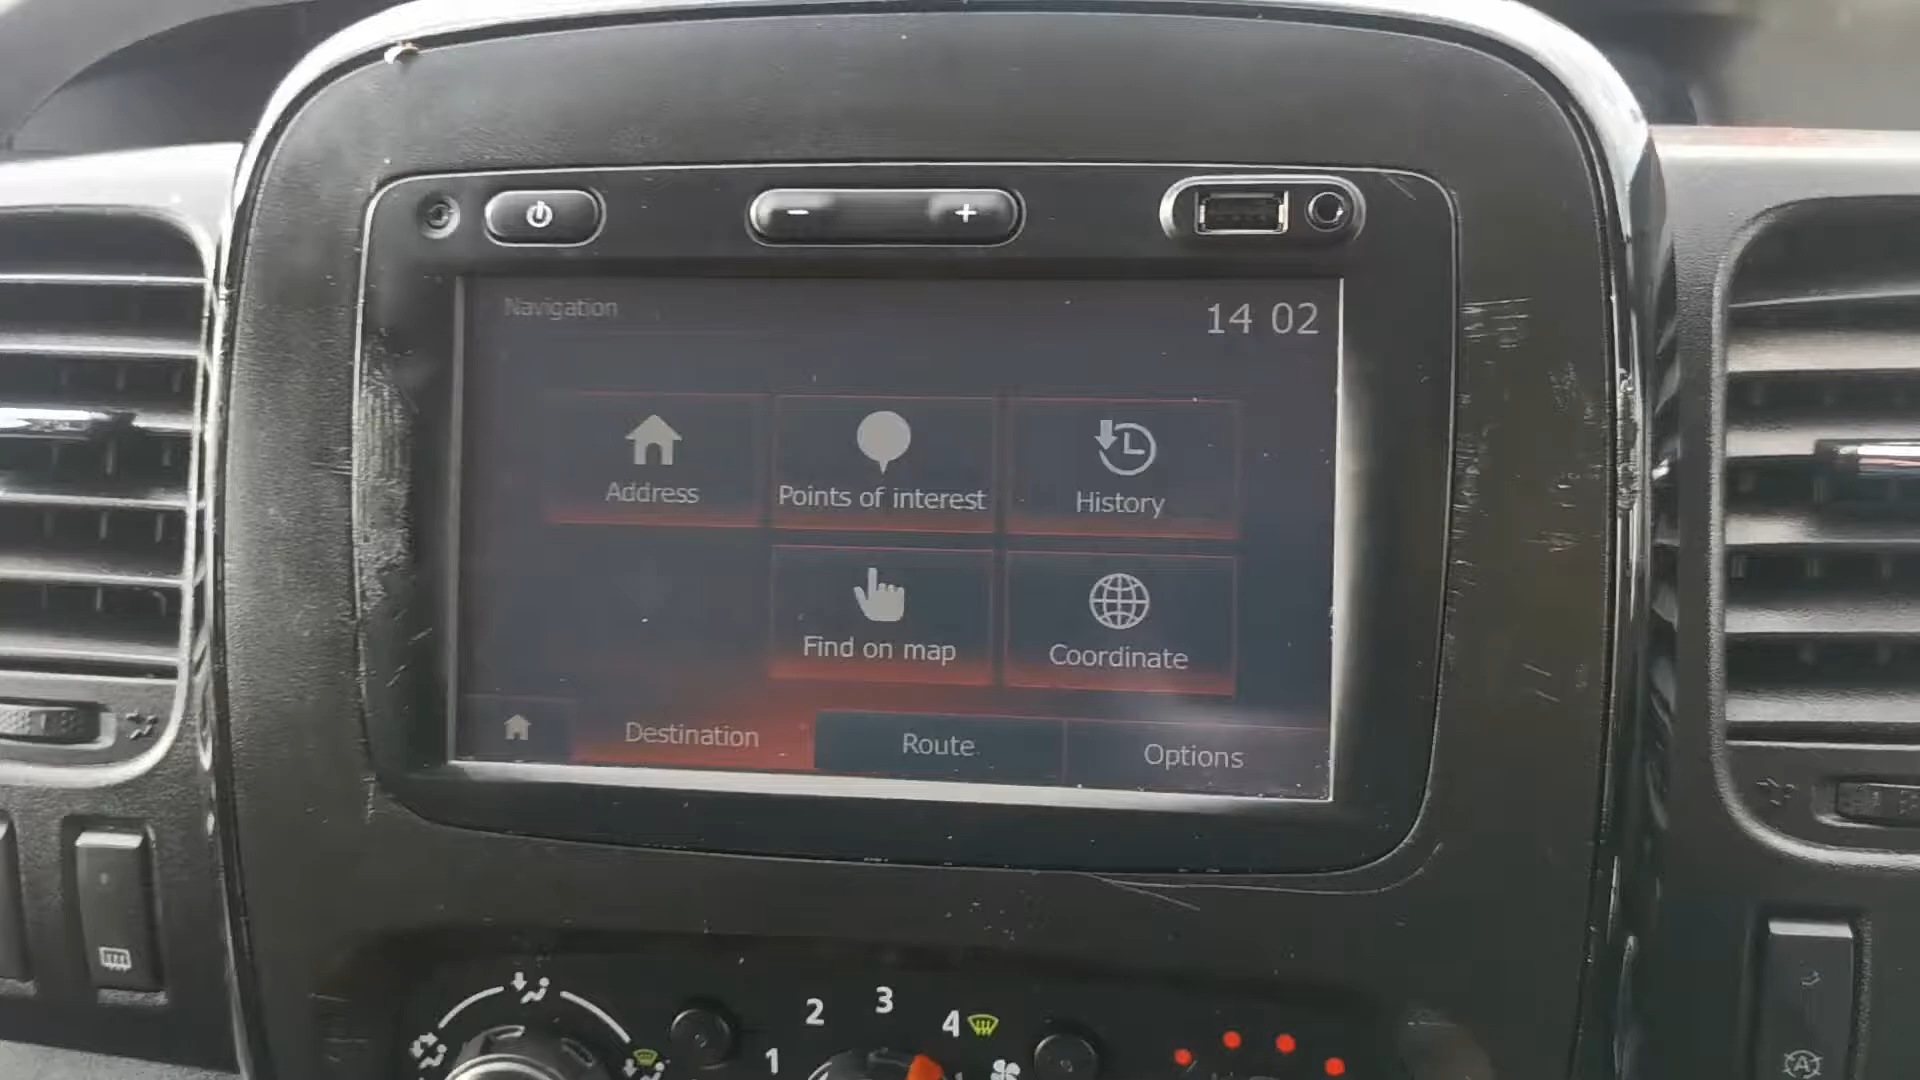 Navigation
14 02
Address
Points of interest
History
Find on map
Coordinate
Destination
Route
Options
1
2
3
4
A